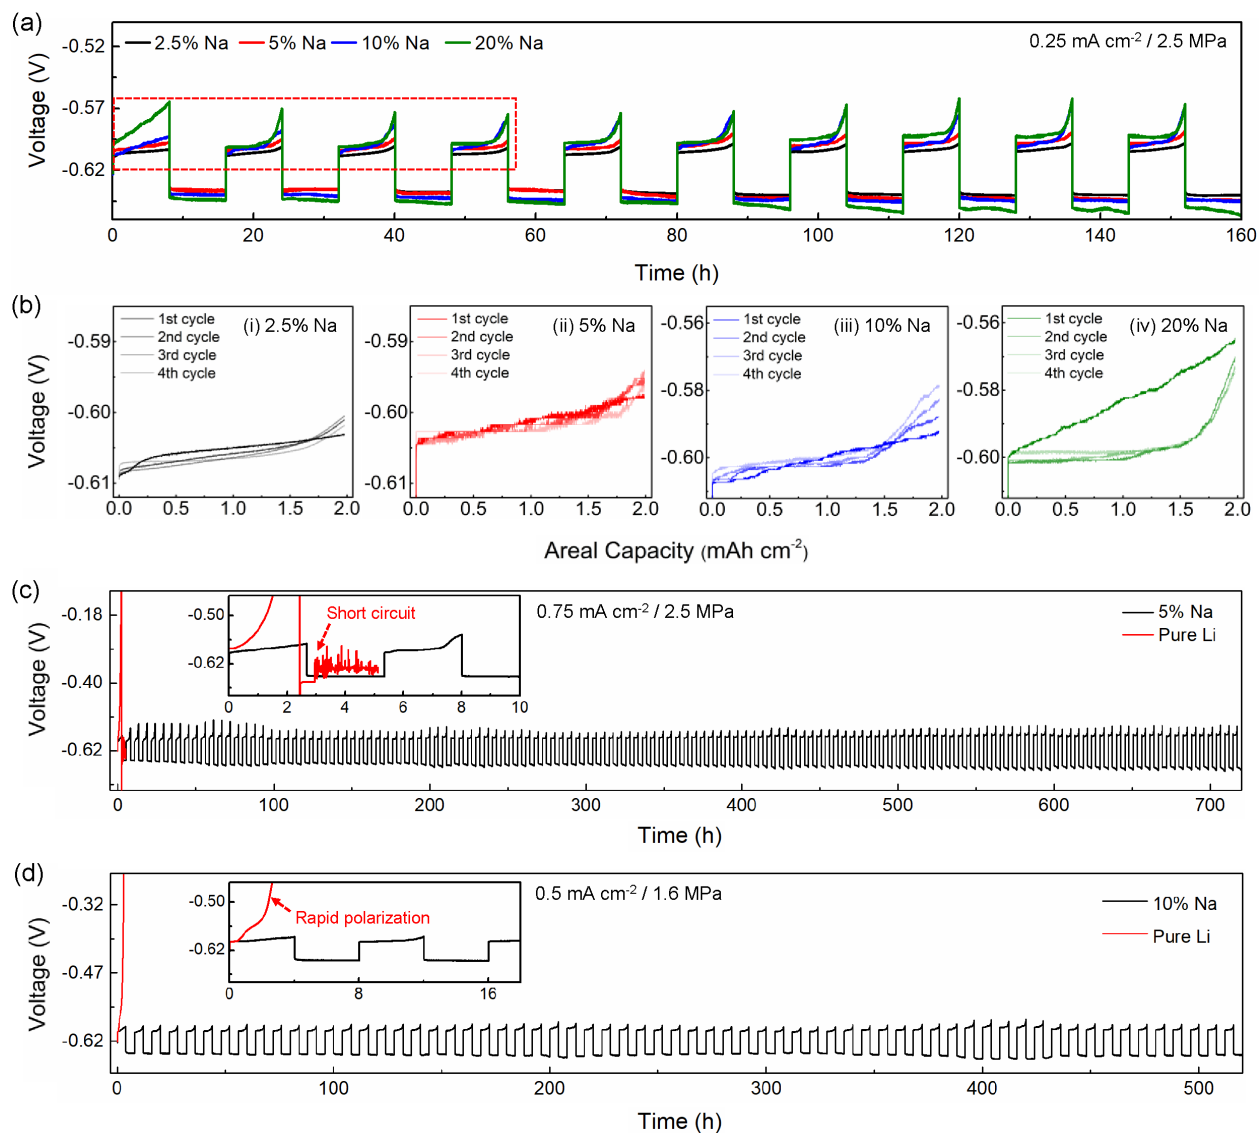 (a)
2.5% Na 5% Na 10% Na 20% Na
0.25 mA cm-2 / 2.5 MPa
Voltage (V)
-0.52
-0.57
-0.62
0 20 40 60 80 100 120 140 160
Time (h)
(b)
Voltage (V)
(i) 2.5% Na
1st cycle
2nd cycle
3rd cycle
4th cycle
-0.59
-0.60
-0.61
0.0 0.5 1.0 1.5 2.0
(ii) 5% Na
1st cycle
2nd cycle
3rd cycle
4th cycle
-0.59
-0.60
-0.61
0.0 0.5 1.0 1.5 2.0
(iii) 10% Na
1st cycle
2nd cycle
3rd cycle
4th cycle
-0.56
-0.58
-0.60
0.0 0.5 1.0 1.5 2.0
(iv) 20% Na
1st cycle
2nd cycle
3rd cycle
4th cycle
-0.56
-0.58
-0.60
0.0 0.5 1.0 1.5 2.0
Areal Capacity (mAh cm-2)
(c)
Voltage (V)
-0.18
-0.40
-0.62
-0.50
-0.62
Short circuit
0 2 4 6 8 10
0.75 mA cm-2 / 2.5 MPa
5% Na
Pure Li
0 100 200 300 400 500 600 700
Time (h)
(d)
Voltage (V)
-0.32
-0.47
-0.62
-0.50
-0.62
Rapid polarization
0 8 16
0.5 mA cm-2 / 1.6 MPa
10% Na
Pure Li
0 100 200 300 400 500
Time (h)